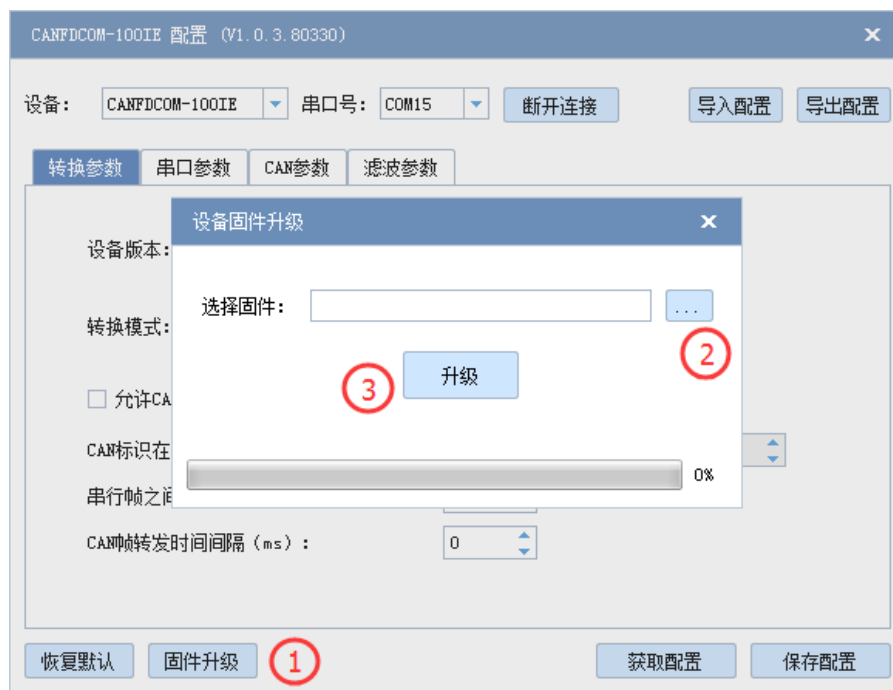 CANFDCOM-100IE 配置 (V1.0.3.80330)
设备: CANFDCOM-100IE 串口号: COM15 断开连接 导入配置 导出配置
转换参数 串口参数 CAN参数 滤波参数
设备固件升级
设备版本:
选择固件: ...
2
转换模式:
3 升级
允许CA
CAN标识在
0%
串行帧之间
CAN帧转发时间间隔(ms): 0
恢复默认 固件升级 1 获取配置 保存配置